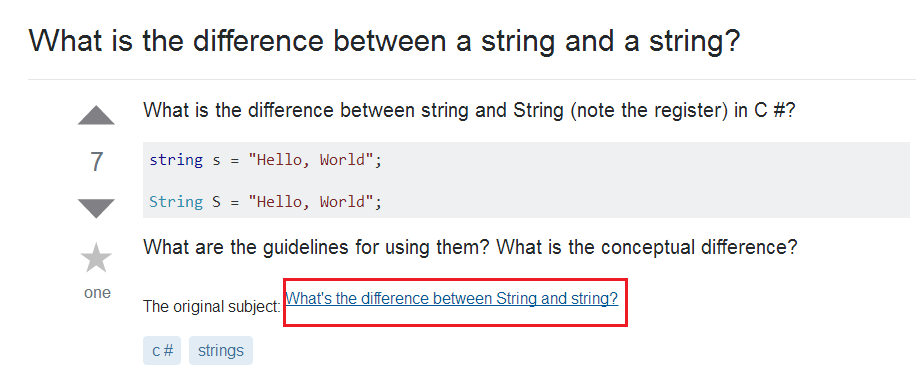 What is the difference between a string and a string?
What is the difference between string and String (note the register) in C #?
7
string s = "Hello, World";
String S = "Hello, World";
What are the guidelines for using them? What is the conceptual difference?
one
The original subject: What's the difference between String and string?
c # strings